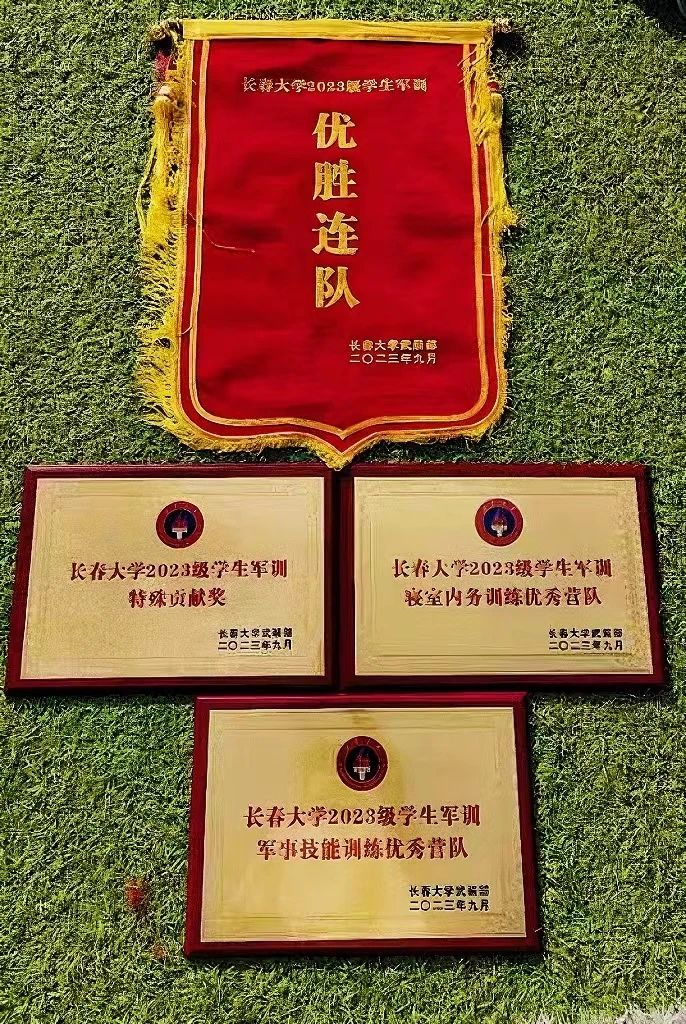 长春大学2023级学生军训
优
胜
连
队
长春大学武装部
二〇二三年九月
长春大学2023级学生军训
特殊贡献奖
长春大学武装部
二〇二三年九月
长春大学2023级学生军训
寝室内务训练优秀营队
长春大学武装部
二〇二三年九月
长春大学2023级学生军训
军事技能训练优秀营队
长春大学武装部
二〇二三年九月